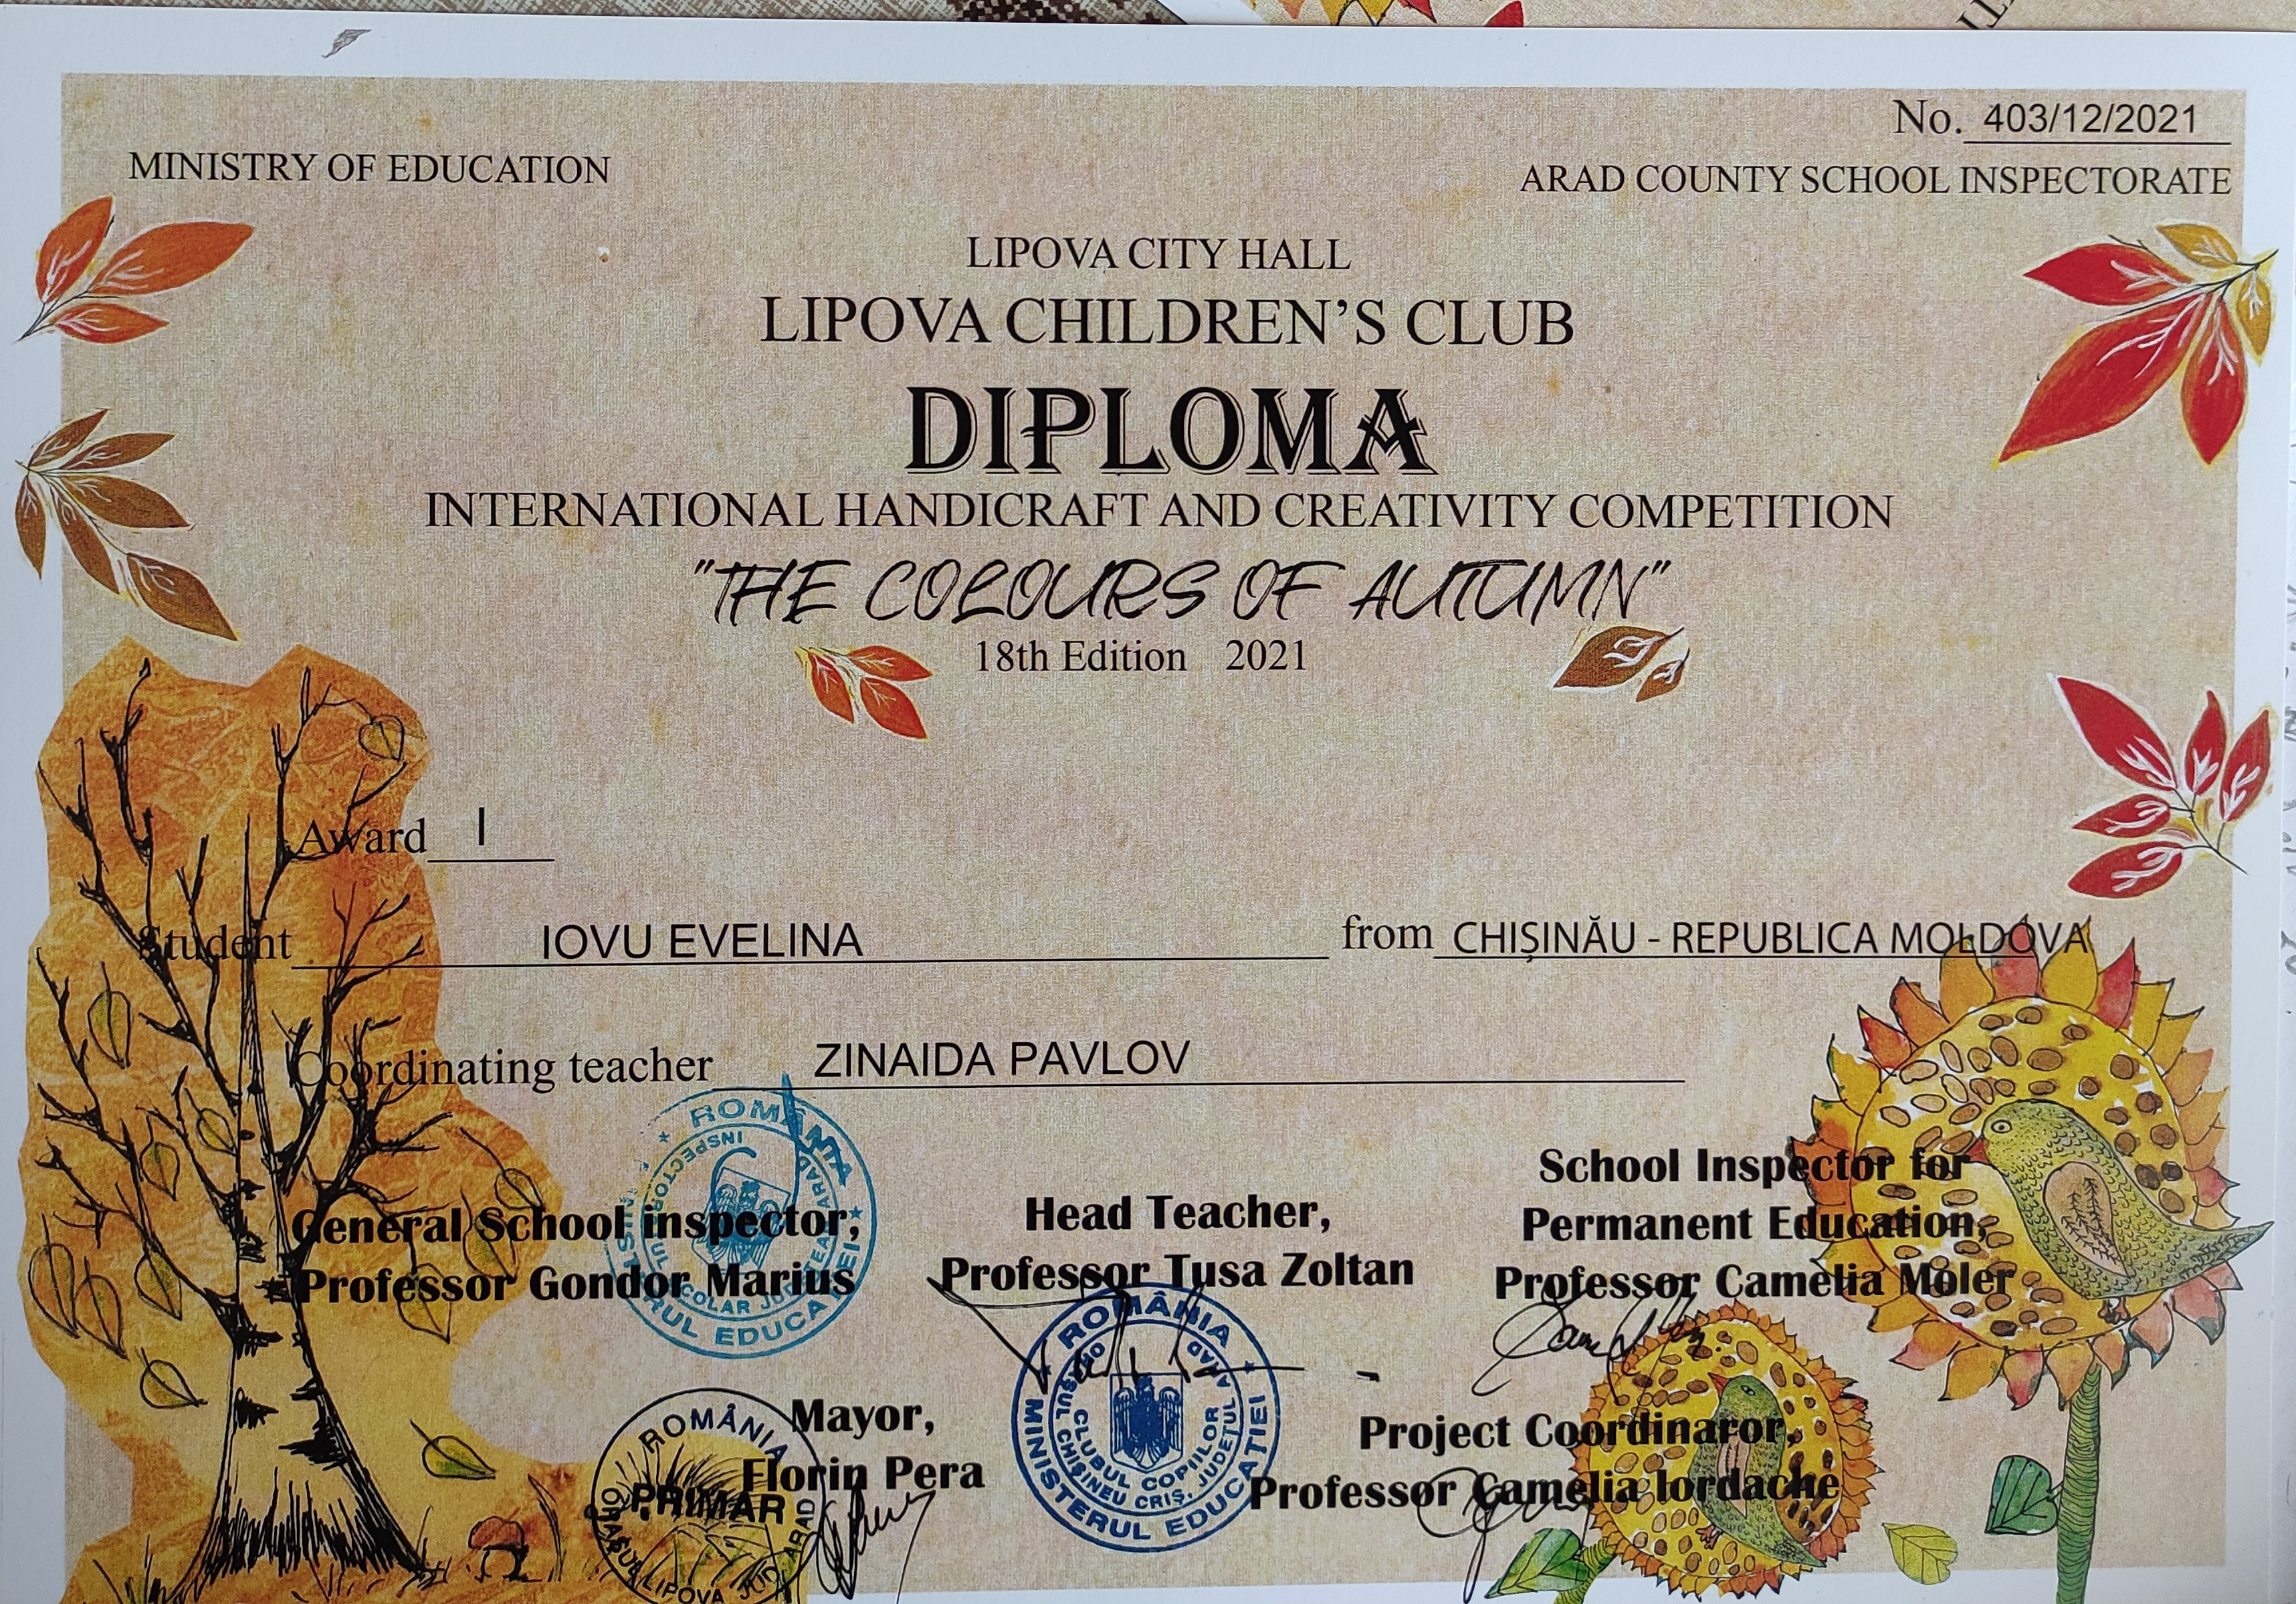 No. 403/12/2021
MINISTRY OF EDUCATION
ARAD COUNTY SCHOOL INSPECTORATE
LIPOVA CITY HALL
LIPOVA CHILDREN'S CLUB
DIPLOMA
INTERNATIONAL HANDICRAFT AND CREATIVITY COMPETITION
"THE COLOURS OF AUTUMN"
18th Edition 2021
Award I
Student IOVU EVELINA from CHIȘINĂU - REPUBLICA MOLDOVA
Coordinating teacher ZINAIDA PAVLOV
General School inspector,
Professor Gondor Marius
Head Teacher,
Professor Tusa Zoltan
School Inspector for
Permanent Education,
Professor Camelia Moler
Mayor,
Florin Pera
Project Coordinaror,
Professor Camelia Iordache
ROMÂNIA
ROMÂNIA
MINISTERUL EDUCAȚIEI
CLUBUL COPIILOR
ROMÂNIA
PRIMAR